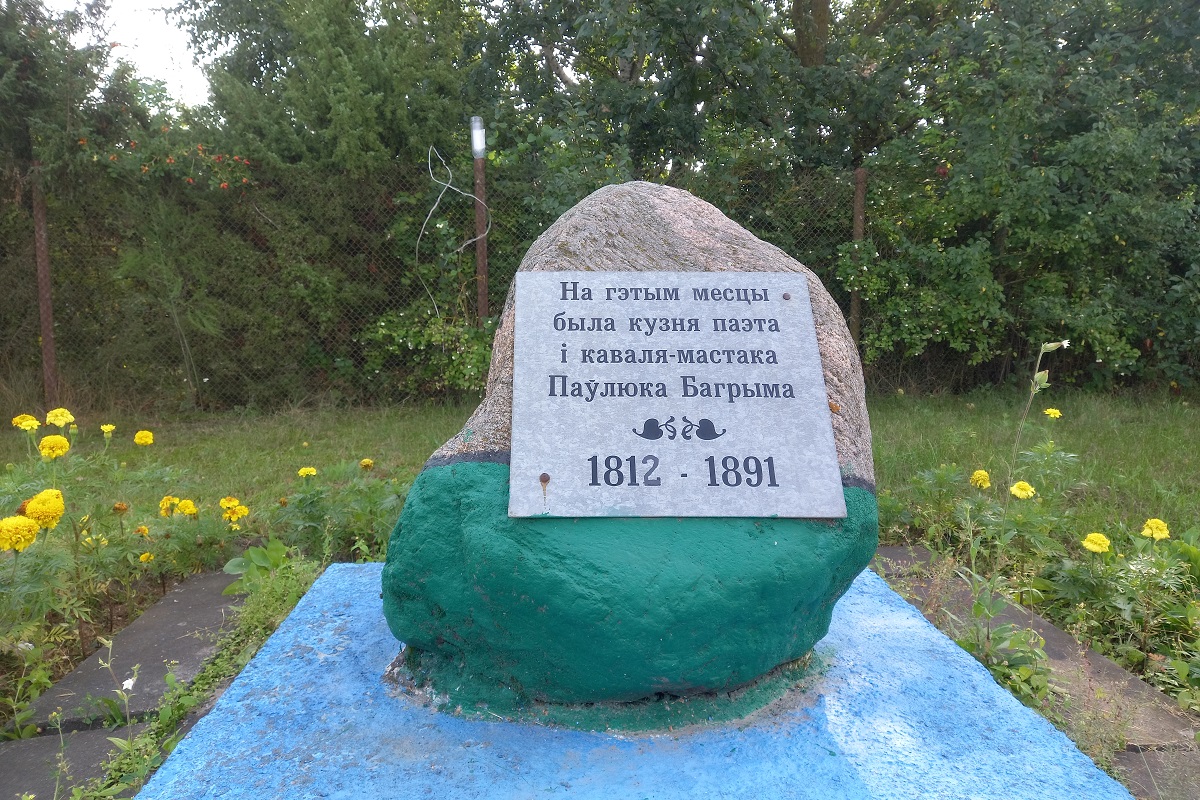 На гэтым месцы
была кузня паэта
і каваля-мастака
Паўлюка Багрыма
1812 - 1891